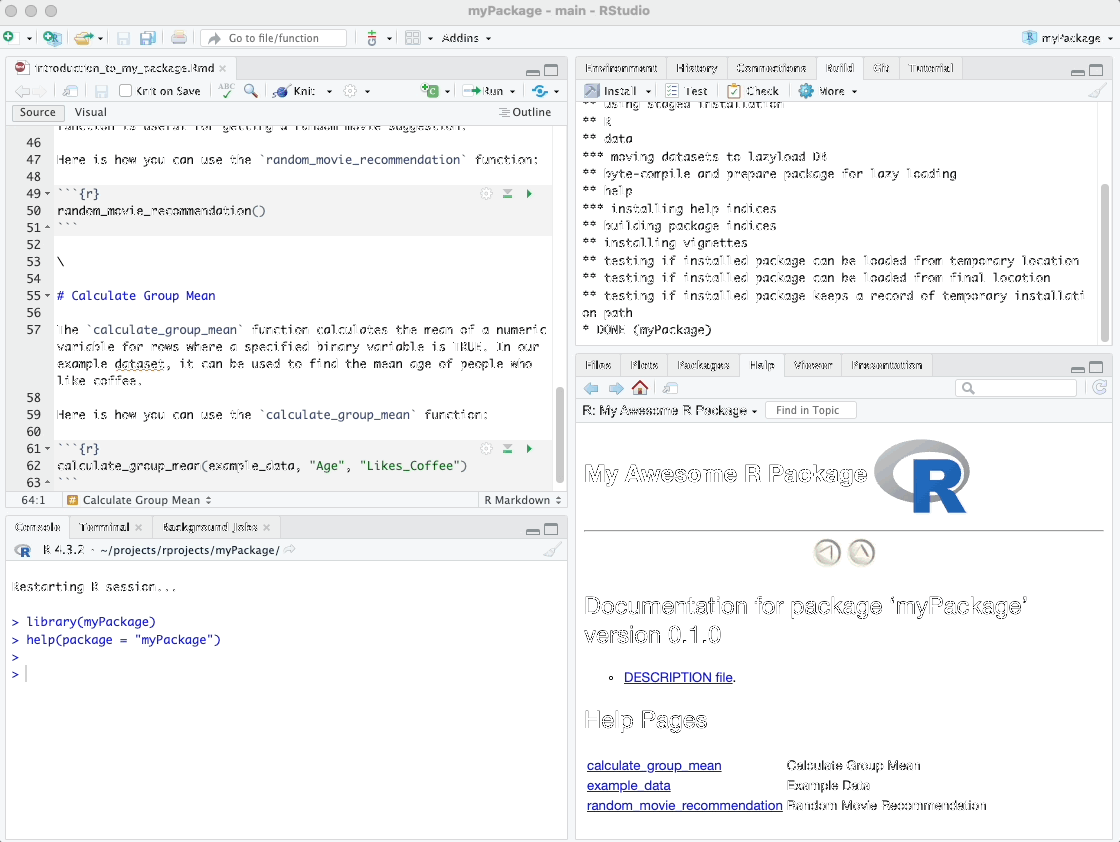 myPackage - main - RStudio
Go to file/function
Addins
myPackage
introduction_to_my_package.Rmd
Knit on Save
ABC
Knit
Run
Source
Visual
Outline
function is useful for getting a random movie suggestion.
46
47 Here is how you can use the `random_movie_recommendation` function:
48
49 ```{r}
50 random_movie_recommendation()
51 ```
52
53 \
54
55 # Calculate Group Mean
56
57 The `calculate_group_mean` function calculates the mean of a numeric
variable for rows where a specified binary variable is TRUE. In our
example dataset, it can be used to find the mean age of people who
like coffee.
58
59 Here is how you can use the `calculate_group_mean` function:
60
61 ```{r}
62 calculate_group_mean(example_data, "Age", "Likes_Coffee")
63 ```
64:1
# Calculate Group Mean
R Markdown
Console
Terminal
Background Jobs
R 4.3.2 · ~/projects/rprojects/myPackage/
Restarting R session...
> library(myPackage)
> help(package = "myPackage")
>
>
Environment
History
Connections
Build
Git
Tutorial
Install
Test
Check
More
** using staged installation
** R
** data
*** moving datasets to lazyload DB
** byte-compile and prepare package for lazy loading
** help
*** installing help indices
** building package indices
** installing vignettes
** testing if installed package can be loaded from temporary location
** testing if installed package can be loaded from final location
** testing if installed package keeps a record of temporary installati
on path
* DONE (myPackage)
Files
Plots
Packages
Help
Viewer
Presentation
R: My Awesome R Package
Find in Topic
My Awesome R Package
R
Documentation for package ‘myPackage’
version 0.1.0
DESCRIPTION file.
Help Pages
calculate_group_mean Calculate Group Mean
example_data Example Data
random_movie_recommendation Random Movie Recommendation